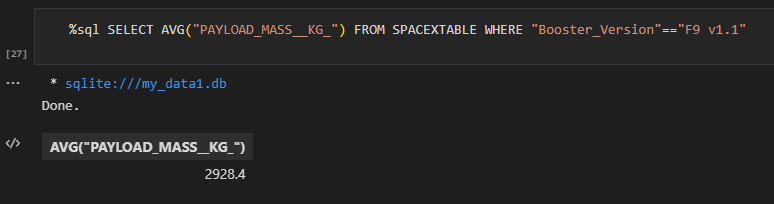 %sql SELECT AVG("PAYLOAD_MASS__KG_") FROM SPACEXTABLE WHERE "Booster_Version"=="F9 v1.1"
[27]
... * sqlite:///my_data1.db
Done.
</> AVG("PAYLOAD_MASS__KG_")
2928.4